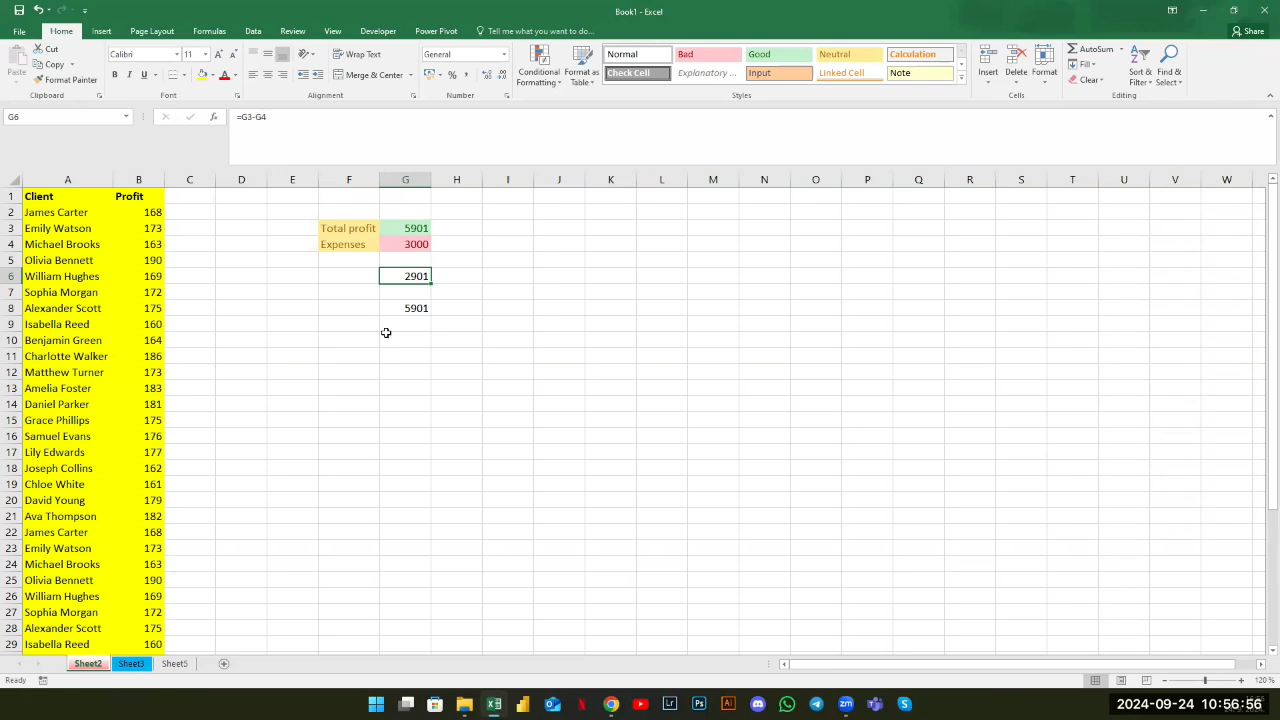 Book1 - Excel
File Home Insert Page Layout Formulas Data Review View Developer Power Pivot Tell me what you want to do... Share
Paste Cut Copy Format Painter
Calibri 11
B I U
Wrap Text
Merge & Center
General
% ,
Conditional Formatting Format as Table
Normal Bad Good Neutral Calculation
Check Cell Explanatory ... Input Linked Cell Note
Insert Delete Format
AutoSum Fill Clear
Sort & Filter Find & Select
Clipboard Font Alignment Number Styles Cells Editing
G6 fx =G3-G4
A B C D E F G H I J K L M N O P Q R S T U V W
1 Client Profit
2 James Carter 168
3 Emily Watson 173 Total profit 5901
4 Michael Brooks 163 Expenses 3000
5 Olivia Bennett 190
6 William Hughes 169 2901
7 Sophia Morgan 172
8 Alexander Scott 175 5901
9 Isabella Reed 160
10 Benjamin Green 164
11 Charlotte Walker 186
12 Matthew Turner 173
13 Amelia Foster 183
14 Daniel Parker 181
15 Grace Phillips 175
16 Samuel Evans 176
17 Lily Edwards 177
18 Joseph Collins 162
19 Chloe White 161
20 David Young 179
21 Ava Thompson 182
22 James Carter 168
23 Emily Watson 173
24 Michael Brooks 163
25 Olivia Bennett 190
26 William Hughes 169
27 Sophia Morgan 172
28 Alexander Scott 175
29 Isabella Reed 160
Sheet2 Sheet3 Sheet5
Ready 120 %
2024-09-24 10:56:56